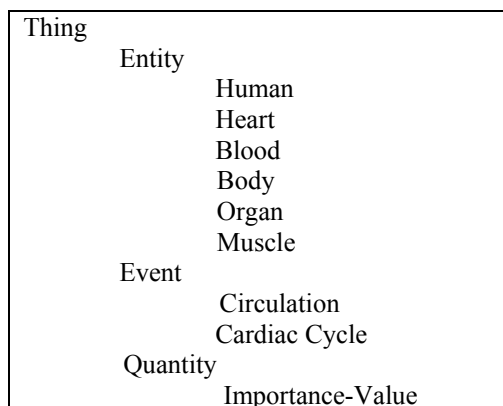 Thing
Entity
Human
Heart
Blood
Body
Organ
Muscle
Event
Circulation
Cardiac Cycle
Quantity
Importance-Value